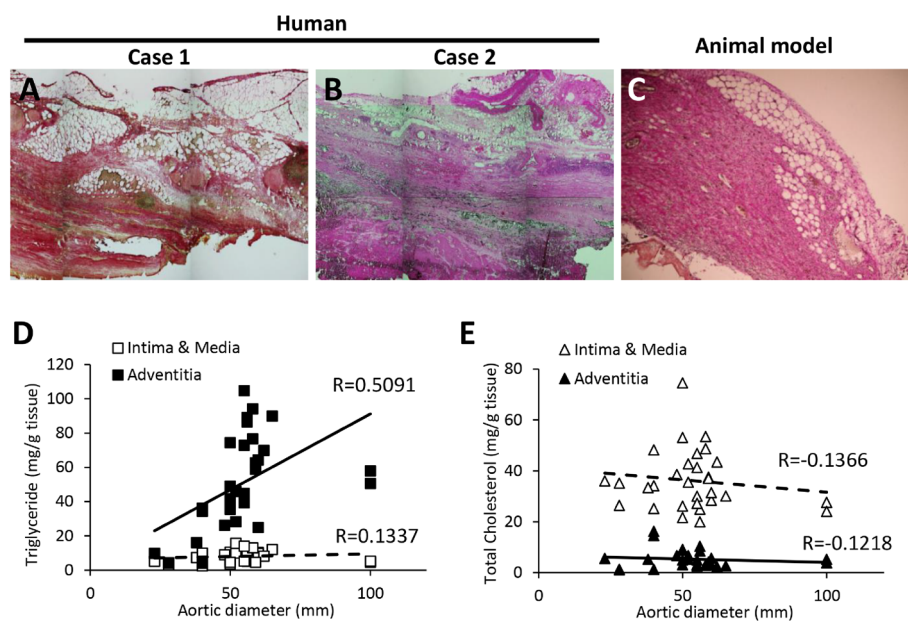 Human
Case 1
Case 2
Animal model
A
B
C
D
□ Intima & Media
■ Adventitia
120
100
80
60
40
20
0
Triglyceride (mg/g tissue)
R=0.5091
R=0.1337
0
50
100
Aortic diameter (mm)
E
△ Intima & Media
▲ Adventitia
80
60
40
20
0
Total Cholesterol (mg/g tissue)
R=-0.1366
R=-0.1218
0
50
100
Aortic diameter (mm)